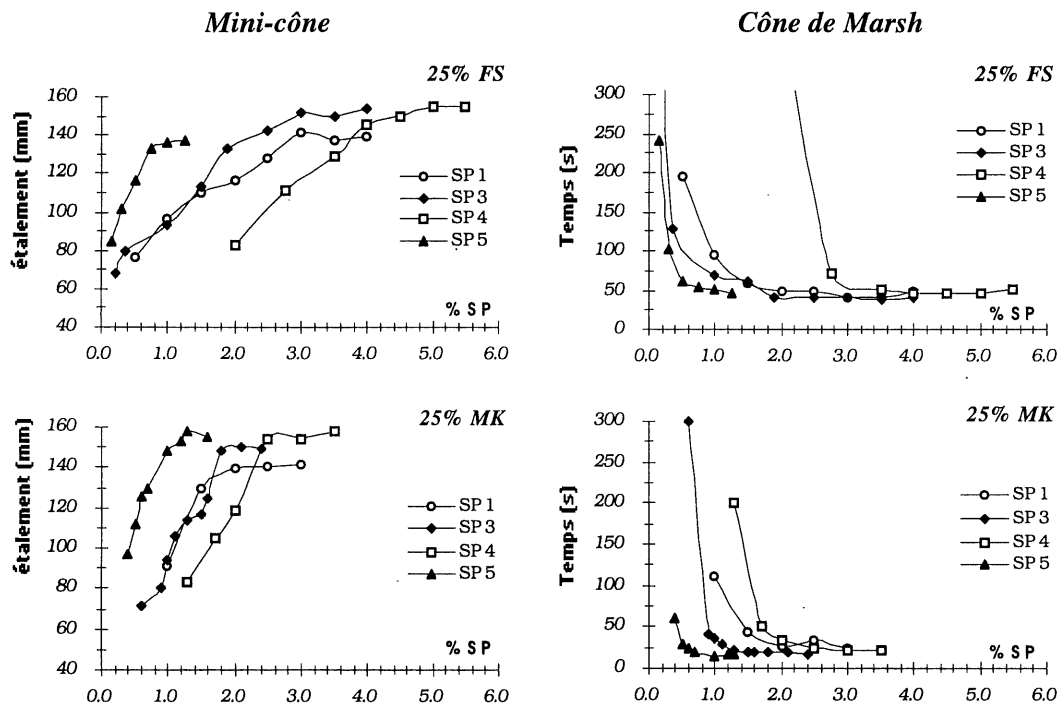 Mini-cône
Cône de Marsh
25% FS
étalement (mm)
160
140
120
100
80
60
40
0.0 1.0 2.0 3.0 4.0 5.0 6.0
% SP
SP 1
SP 3
SP 4
SP 5
25% FS
Temps (s)
300
250
200
150
100
50
0
0.0 1.0 2.0 3.0 4.0 5.0 6.0
% SP
SP 1
SP 3
SP 4
SP 5
25% MK
étalement (mm)
160
140
120
100
80
60
40
0.0 1.0 2.0 3.0 4.0 5.0 6.0
% SP
SP 1
SP 3
SP 4
SP 5
25% MK
Temps (s)
300
250
200
150
100
50
0
0.0 1.0 2.0 3.0 4.0 5.0 6.0
% SP
SP 1
SP 3
SP 4
SP 5